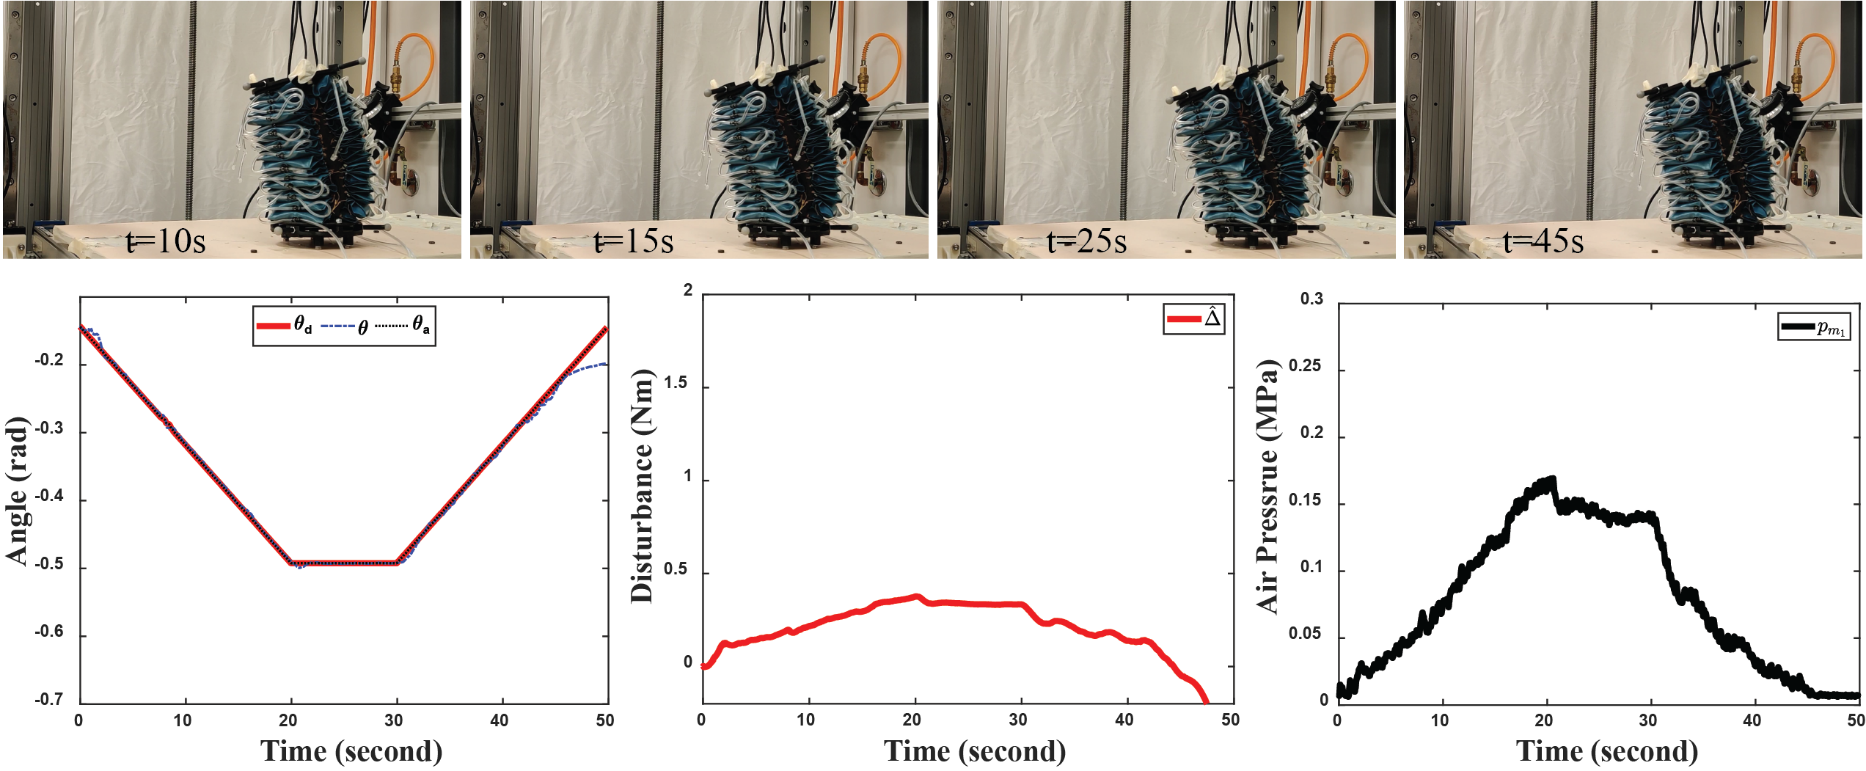 t=10s
t=15s
t=25s
t=45s
θd θ θa
-0.2
-0.3
-0.4
-0.5
-0.6
-0.7
0 10 20 30 40 50
Angle (rad)
Time (second)
Δ̂
2
1.5
1
0.5
0
0 10 20 30 40 50
Disturbance (Nm)
Time (second)
pm1
0.3
0.25
0.2
0.15
0.1
0.05
0
0 10 20 30 40 50
Air Pressrue (MPa)
Time (second)